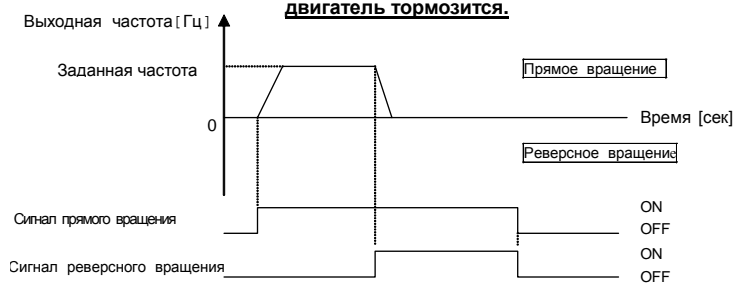 двигатель тормозится.
Выходная частота[Гц]
Заданная частота
Прямое вращение
0
Время [сек]
Реверсное вращение
Сигнал прямого вращения
ON
OFF
Сигнал реверсного вращения
ON
OFF